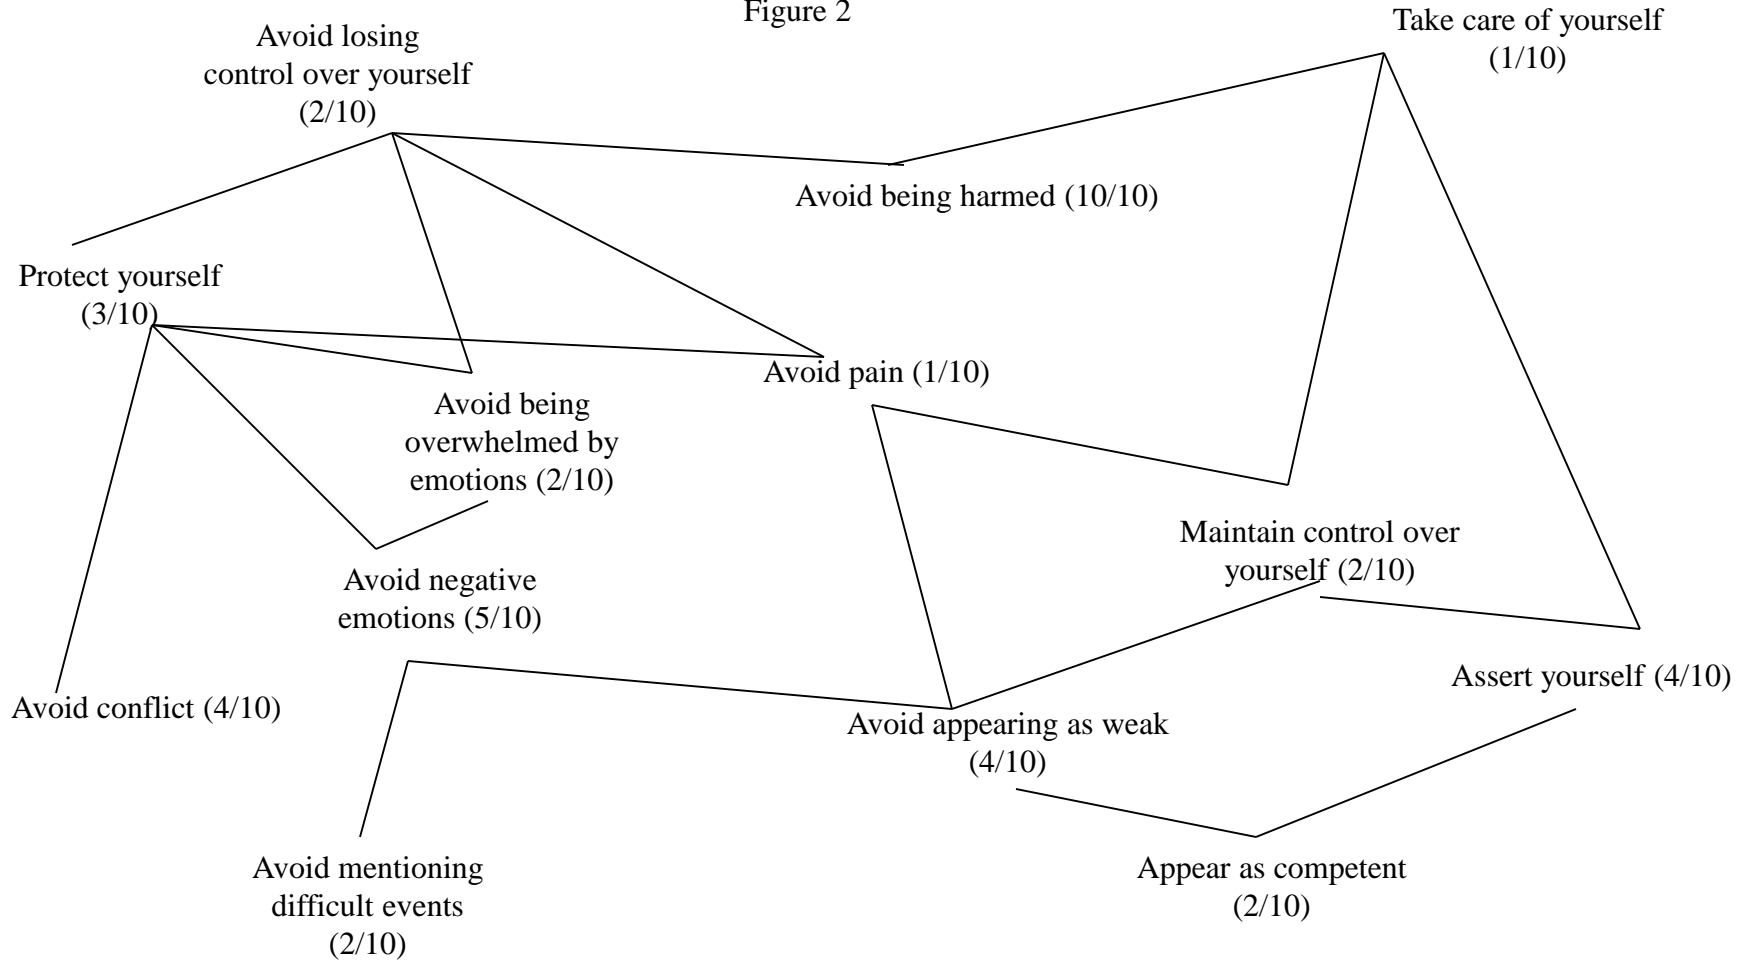 Figure 2
Avoid losing
control over yourself
(2/10)
Take care of yourself
(1/10)
Avoid being harmed (10/10)
Protect yourself
(3/10)
Avoid pain (1/10)
Avoid being
overwhelmed by
emotions (2/10)
Maintain control over
yourself (2/10)
Avoid negative
emotions (5/10)
Assert yourself (4/10)
Avoid conflict (4/10)
Avoid appearing as weak
(4/10)
Avoid mentioning
difficult events
(2/10)
Appear as competent
(2/10)